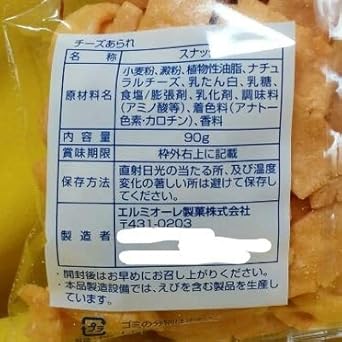 チーズあられ
名 称 スナック
原材料名 小麦粉、澱粉、植物性油脂、ナチュ
ラルチーズ、乳たん白、乳糖、
食塩/膨張剤、乳化剤、調味料
(アミノ酸等)、着色料(アナトー
色素・カロチン)、香料
内容量 90g
賞味期限 枠外右上に記載
保存方法 直射日光の当たる所、及び温度
変化の著しい所は避けて保存し
てください。
製造者 エルミオーレ製菓株式会社
〒431-0203
・開封後はお早めにお召し上がりください。
・本品製造設備では、えびを含む製品を生産し
ています。